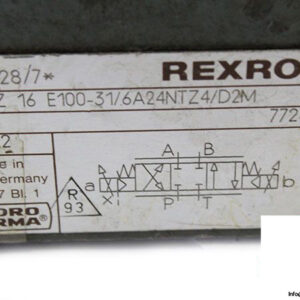 28/7* REXRO
Z 16 E100-31/6A24NTZ4/D2M
772
2
e in
Germany
7 Bl. 1
A B
a b
X
P T
R
93
ORO
RMA